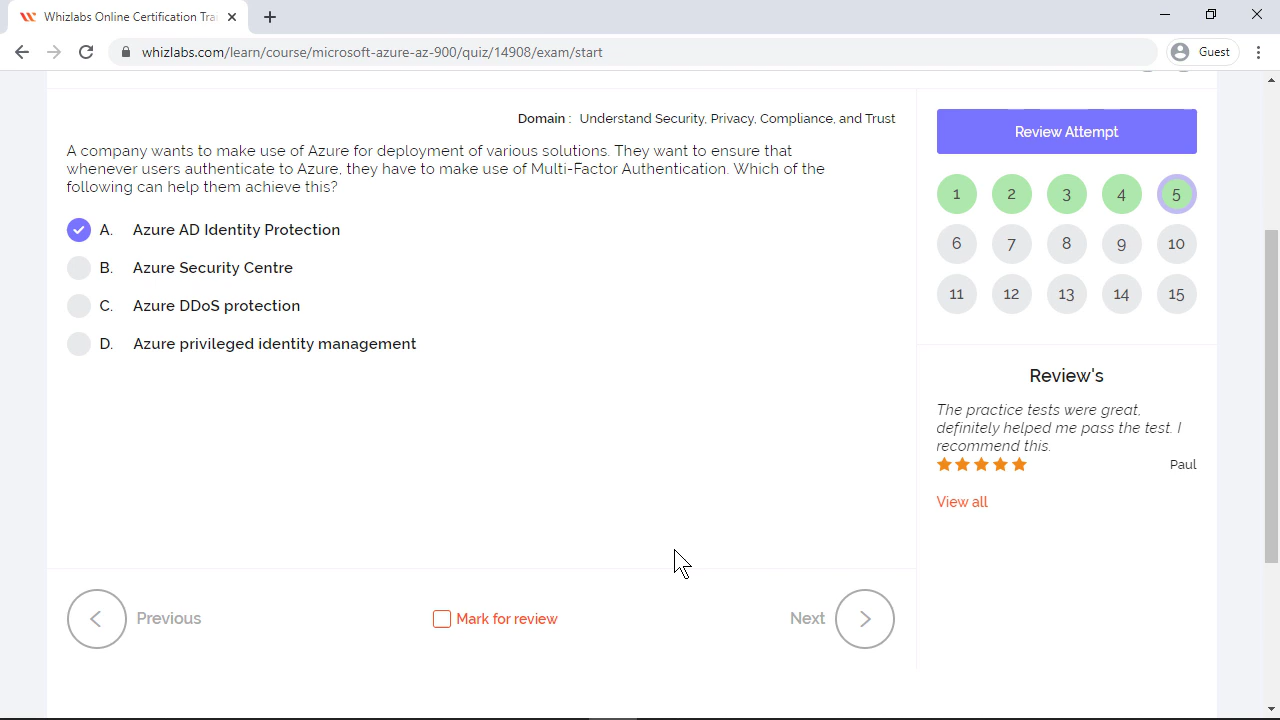 Whizlabs Online Certification Tra
whizlabs.com/learn/course/microsoft-azure-az-900/quiz/14908/exam/start
Guest
Domain : Understand Security, Privacy, Compliance, and Trust
A company wants to make use of Azure for deployment of various solutions. They want to ensure that
whenever users authenticate to Azure, they have to make use of Multi-Factor Authentication. Which of the
following can help them achieve this?
A. Azure AD Identity Protection
B. Azure Security Centre
C. Azure DDoS protection
D. Azure privileged identity management
Previous
Mark for review
Next
Review Attempt
1 2 3 4 5
6 7 8 9 10
11 12 13 14 15
Review's
The practice tests were great,
definitely helped me pass the test. I
recommend this.
Paul
View all